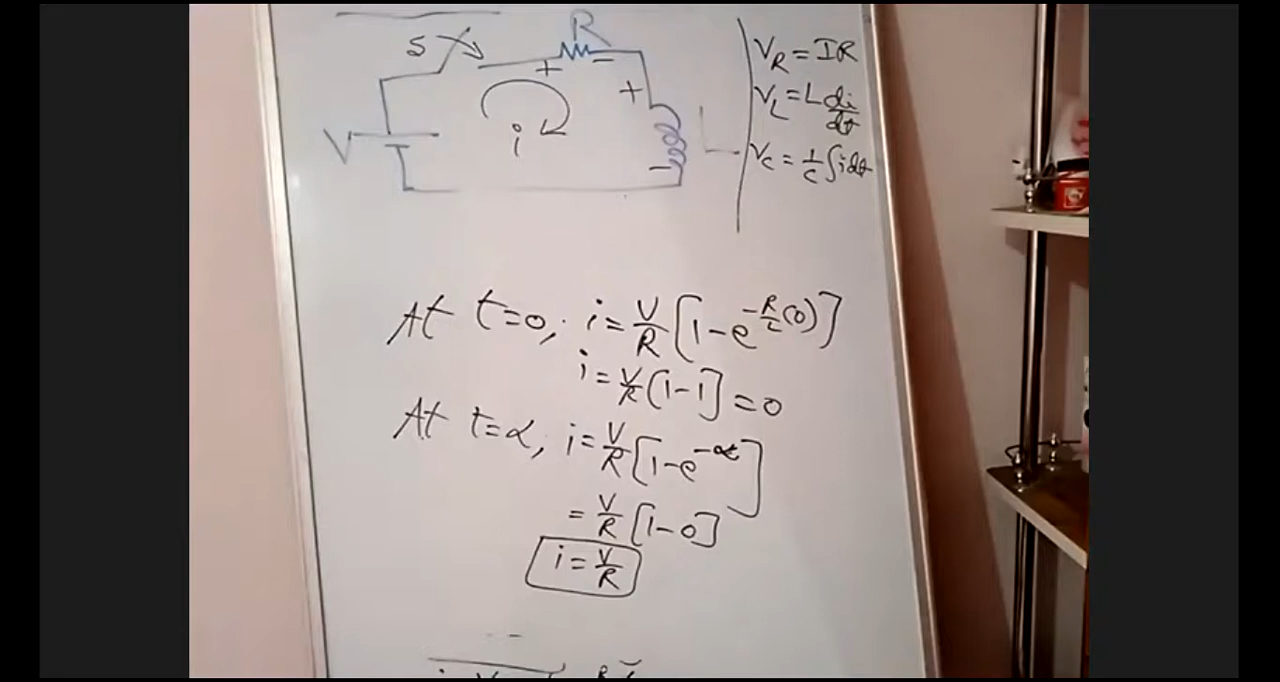 S
R
+ -
+
V
i
L
-
V_R = IR
V_L = L di/dt
V_C = 1/C ∫ i dt
At t=0, i = V/R [1-e^{-R/L (0)}]
i = V/R [1-1] = 0
At t=∝, i = V/R [1-e^{-∝}]
= V/R [1-0]
i = V/R